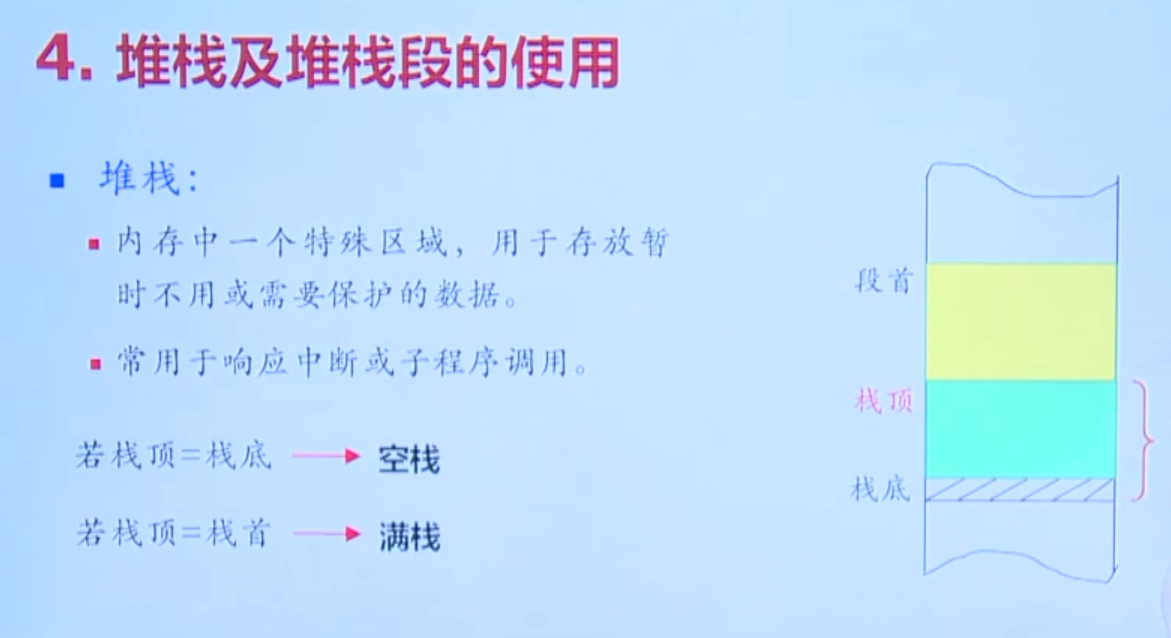 4. 堆栈及堆栈段的使用
堆栈：
内存中一个特殊区域，用于存放暂
时不用或需要保护的数据。
常用于响应中断或子程序调用。
若栈顶=栈底 空栈
若栈顶=栈首 满栈
段首
栈顶
栈底